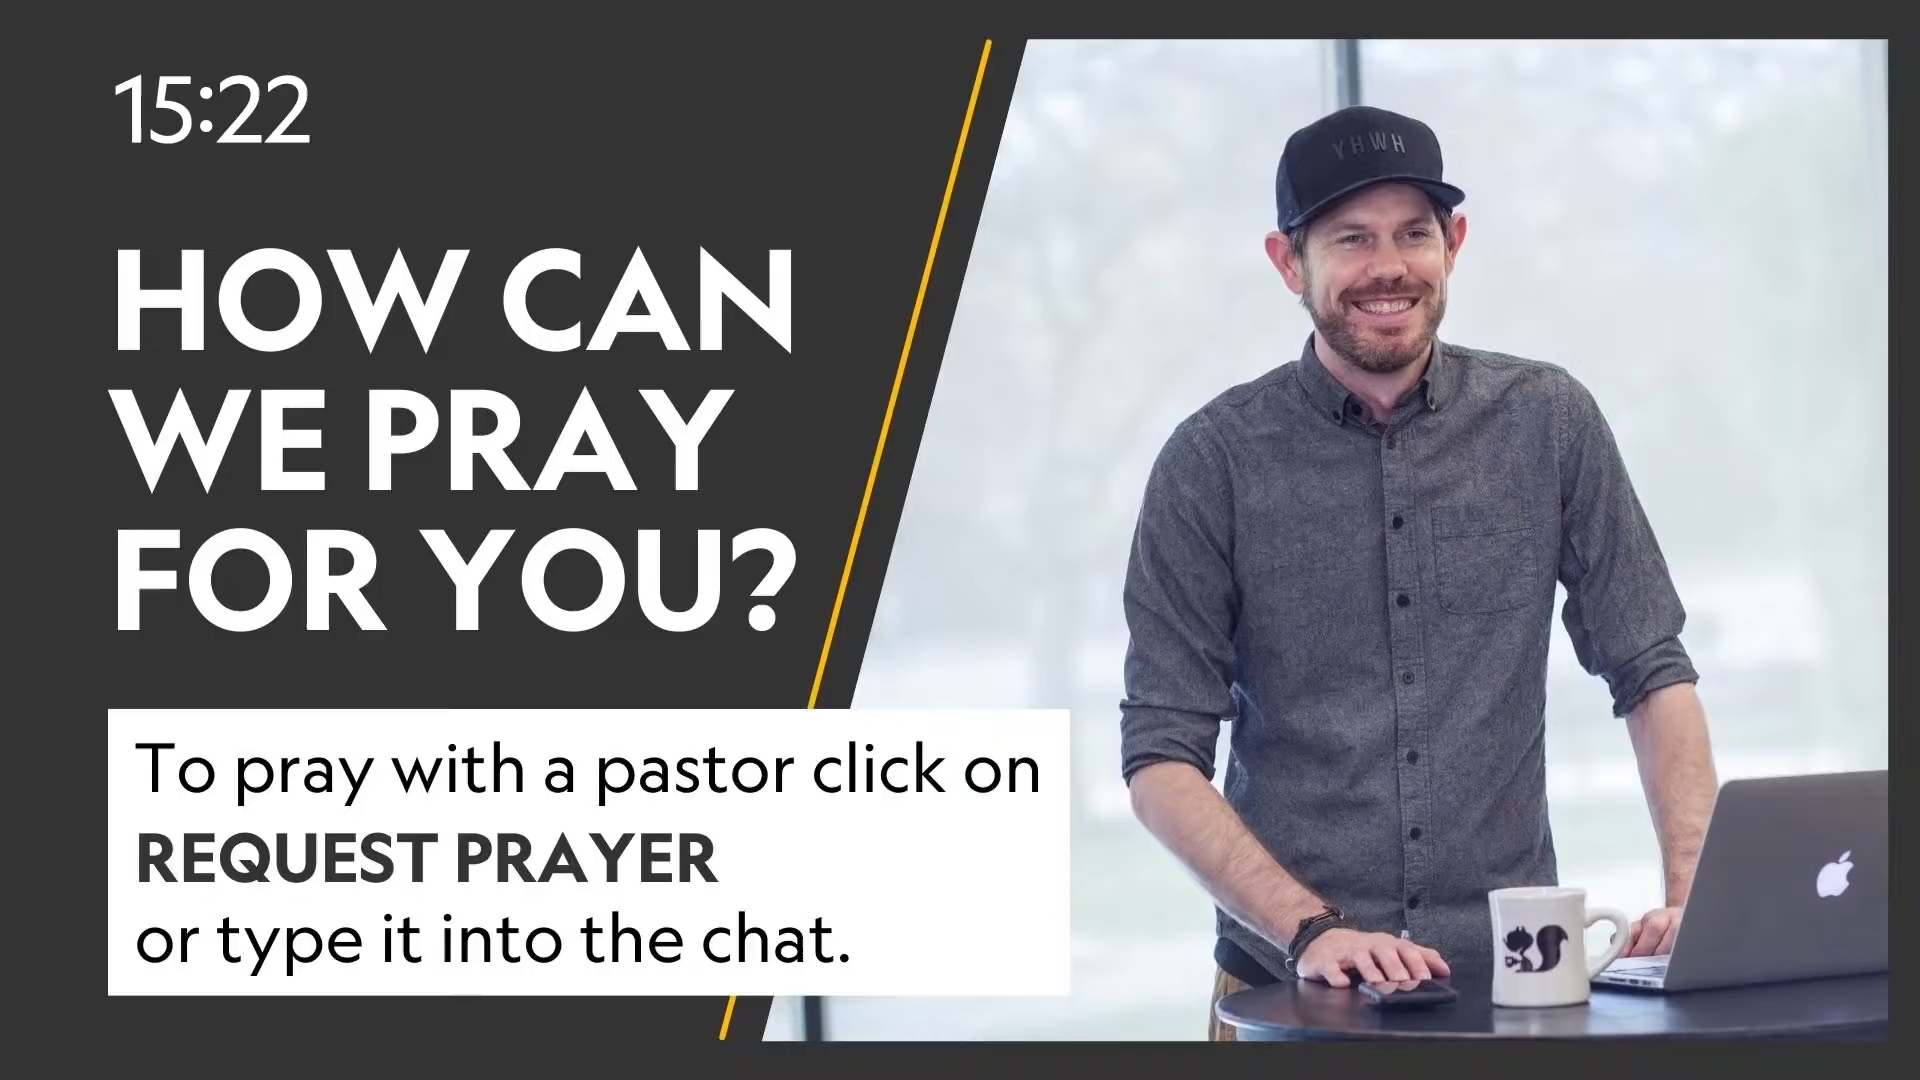 15:22
HOW CAN
WE PRAY
FOR YOU?
To pray with a pastor click on
REQUEST PRAYER
or type it into the chat.
YHWH